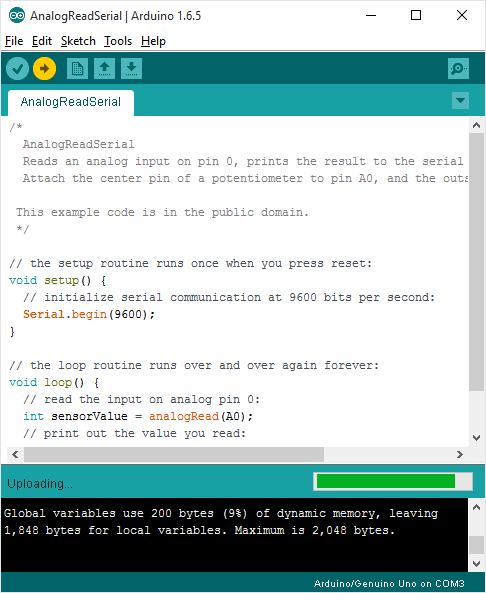 AnalogReadSerial | Arduino 1.6.5
File Edit Sketch Tools Help
AnalogReadSerial
/*
  AnalogReadSerial
  Reads an analog input on pin 0, prints the result to the serial
  Attach the center pin of a potentiometer to pin A0, and the outs

 This example code is in the public domain.
 */

// the setup routine runs once when you press reset:
void setup() {
  // initialize serial communication at 9600 bits per second:
  Serial.begin(9600);
}

// the loop routine runs over and over again forever:
void loop() {
  // read the input on analog pin 0:
  int sensorValue = analogRead(A0);
  // print out the value you read:
Uploading...
Global variables use 200 bytes (9%) of dynamic memory, leaving
1,848 bytes for local variables. Maximum is 2,048 bytes.
Arduino/Genuino Uno on COM3